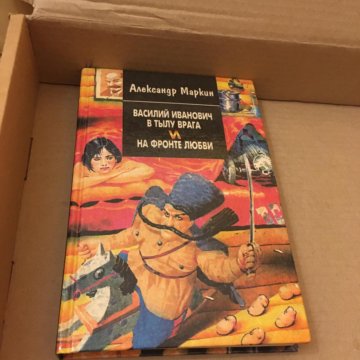 Александр Маркин
ВАСИЛИЙ ИВАНОВИЧ
В ТЫЛУ ВРАГА
И
НА ФРОНТЕ ЛЮБВИ